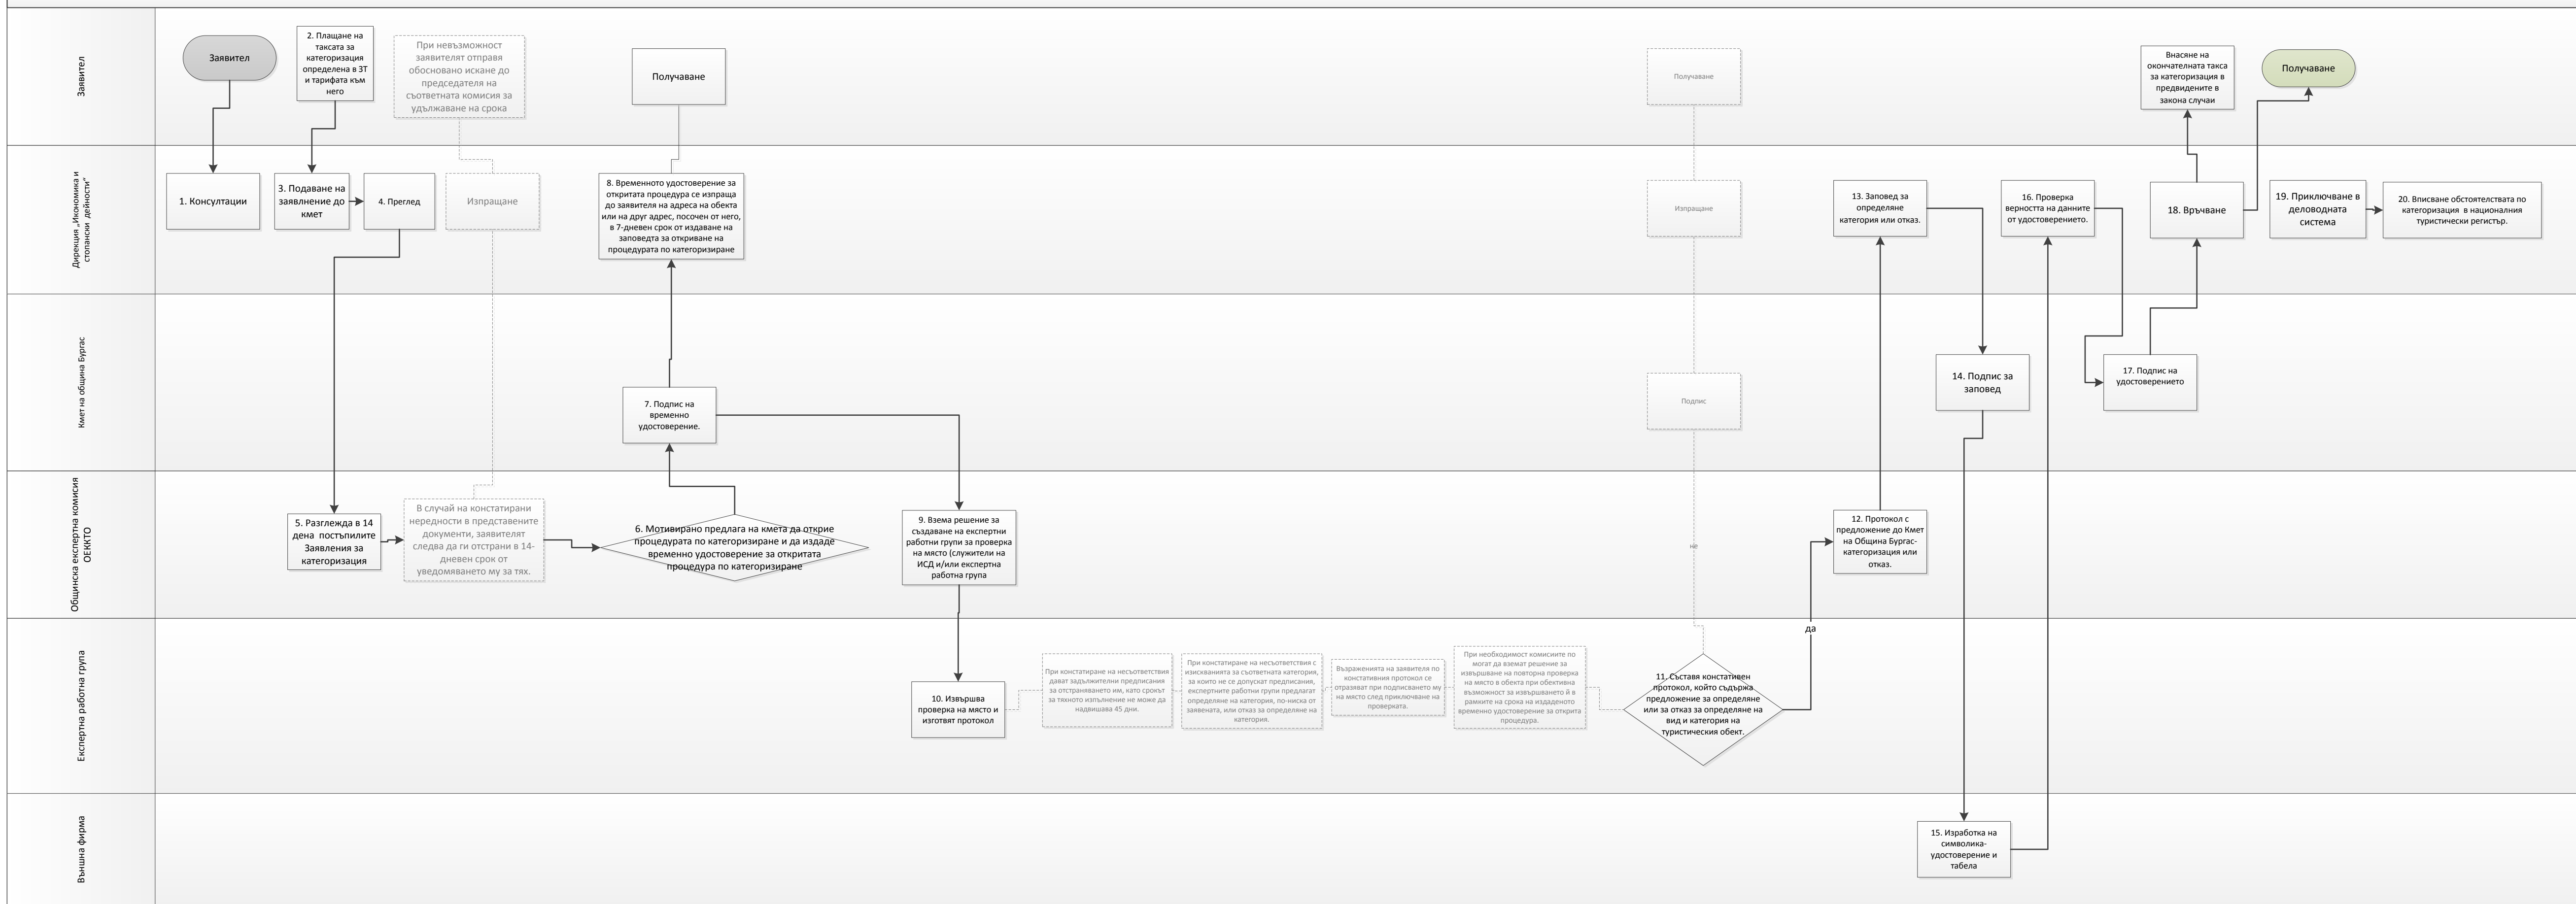 Заявител
Заявител
2. Плащане на
таксата за
категоризация
определена в ЗТ
и тарифата към
него
При невъзможност
заявителят отправя
обосновано искане до
председателя на
съответната комисия за
удължаване на срока
Получаване
Получаване
Внасяне на
окончателната такса
за категоризация в
предвидените в
закона случаи
Получаване
Дирекция „Икономика и
стопански дейности“
1. Консултации
3. Подаване на
заявлнение до
кмет
4. Преглед
Изпращане
8. Временното удостоверение за
откритата процедура се изпраща
до заявителя на адреса на обекта
или на друг адрес, посочен от него,
в 7-дневен срок от издаване на
заповедта за откриване на
процедурата по категоризиране
Изпращане
13. Заповед за
определяне
категория или отказ.
16. Проверка
верността на данните
от удостоверението.
18. Връчване
19. Приключване в
деловодната
система
20. Вписване обстоятелствата по
категоризация в националния
туристически регистър.
Кмет на община Бургас
7. Подпис на
временно
удостоверение.
Подпис
14. Подпис за
заповед
17. Подпис на
удостоверението
Общинска експертна комисия
ОЕККТО
5. Разглежда в 14
дена постъпилите
Заявления за
категоризация
В случай на констатирани
нередности в представените
документи, заявителят
следва да ги отстрани в 14-
дневен срок от
уведомяването му за тях.
6. Мотивирано предлага на кмета да открие
процедурата по категоризиране и да издаде
временно удостоверение за откритата
процедура по категоризиране
9. Взема решение за
създаване на експертни
работни групи за проверка
на място (служители на
ИСД и/или експертна
работна група
не
12. Протокол с
предложение до Кмет
на Община Бургас-
категоризация или
отказ.
Експертна работна група
да
10. Извършва
проверка на място и
изготвят протокол
При констатиране на несъответствия
дават задължителни предписания
за отстраняването им, като срокът
за тяхното изпълнение не може да
надвишава 45 дни.
При констатиране на несъответствия с
изискванията за съответната категория,
за които не се допускат предписания,
експертните работни групи предлагат
определяне на категория, по-ниска от
заявената, или отказ за определяне на
категория.
Възраженията на заявителя по
констативния протокол се
отразяват при подписването му
на място след приключване на
проверката.
При необходимост комисиите по
могат да вземат решение за
извършване на повторна проверка
на място в обекта при обективна
възможност за извършването й в
рамките на срока на издаденото
временно удостоверение за открита
процедура.
11. Съставя констативен
протокол, който съдържа
предложение за определяне
или за отказ за определяне на
вид и категория на
туристическия обект.
Външна фирма
15. Изработка на
символика-
удостоверение и
табела